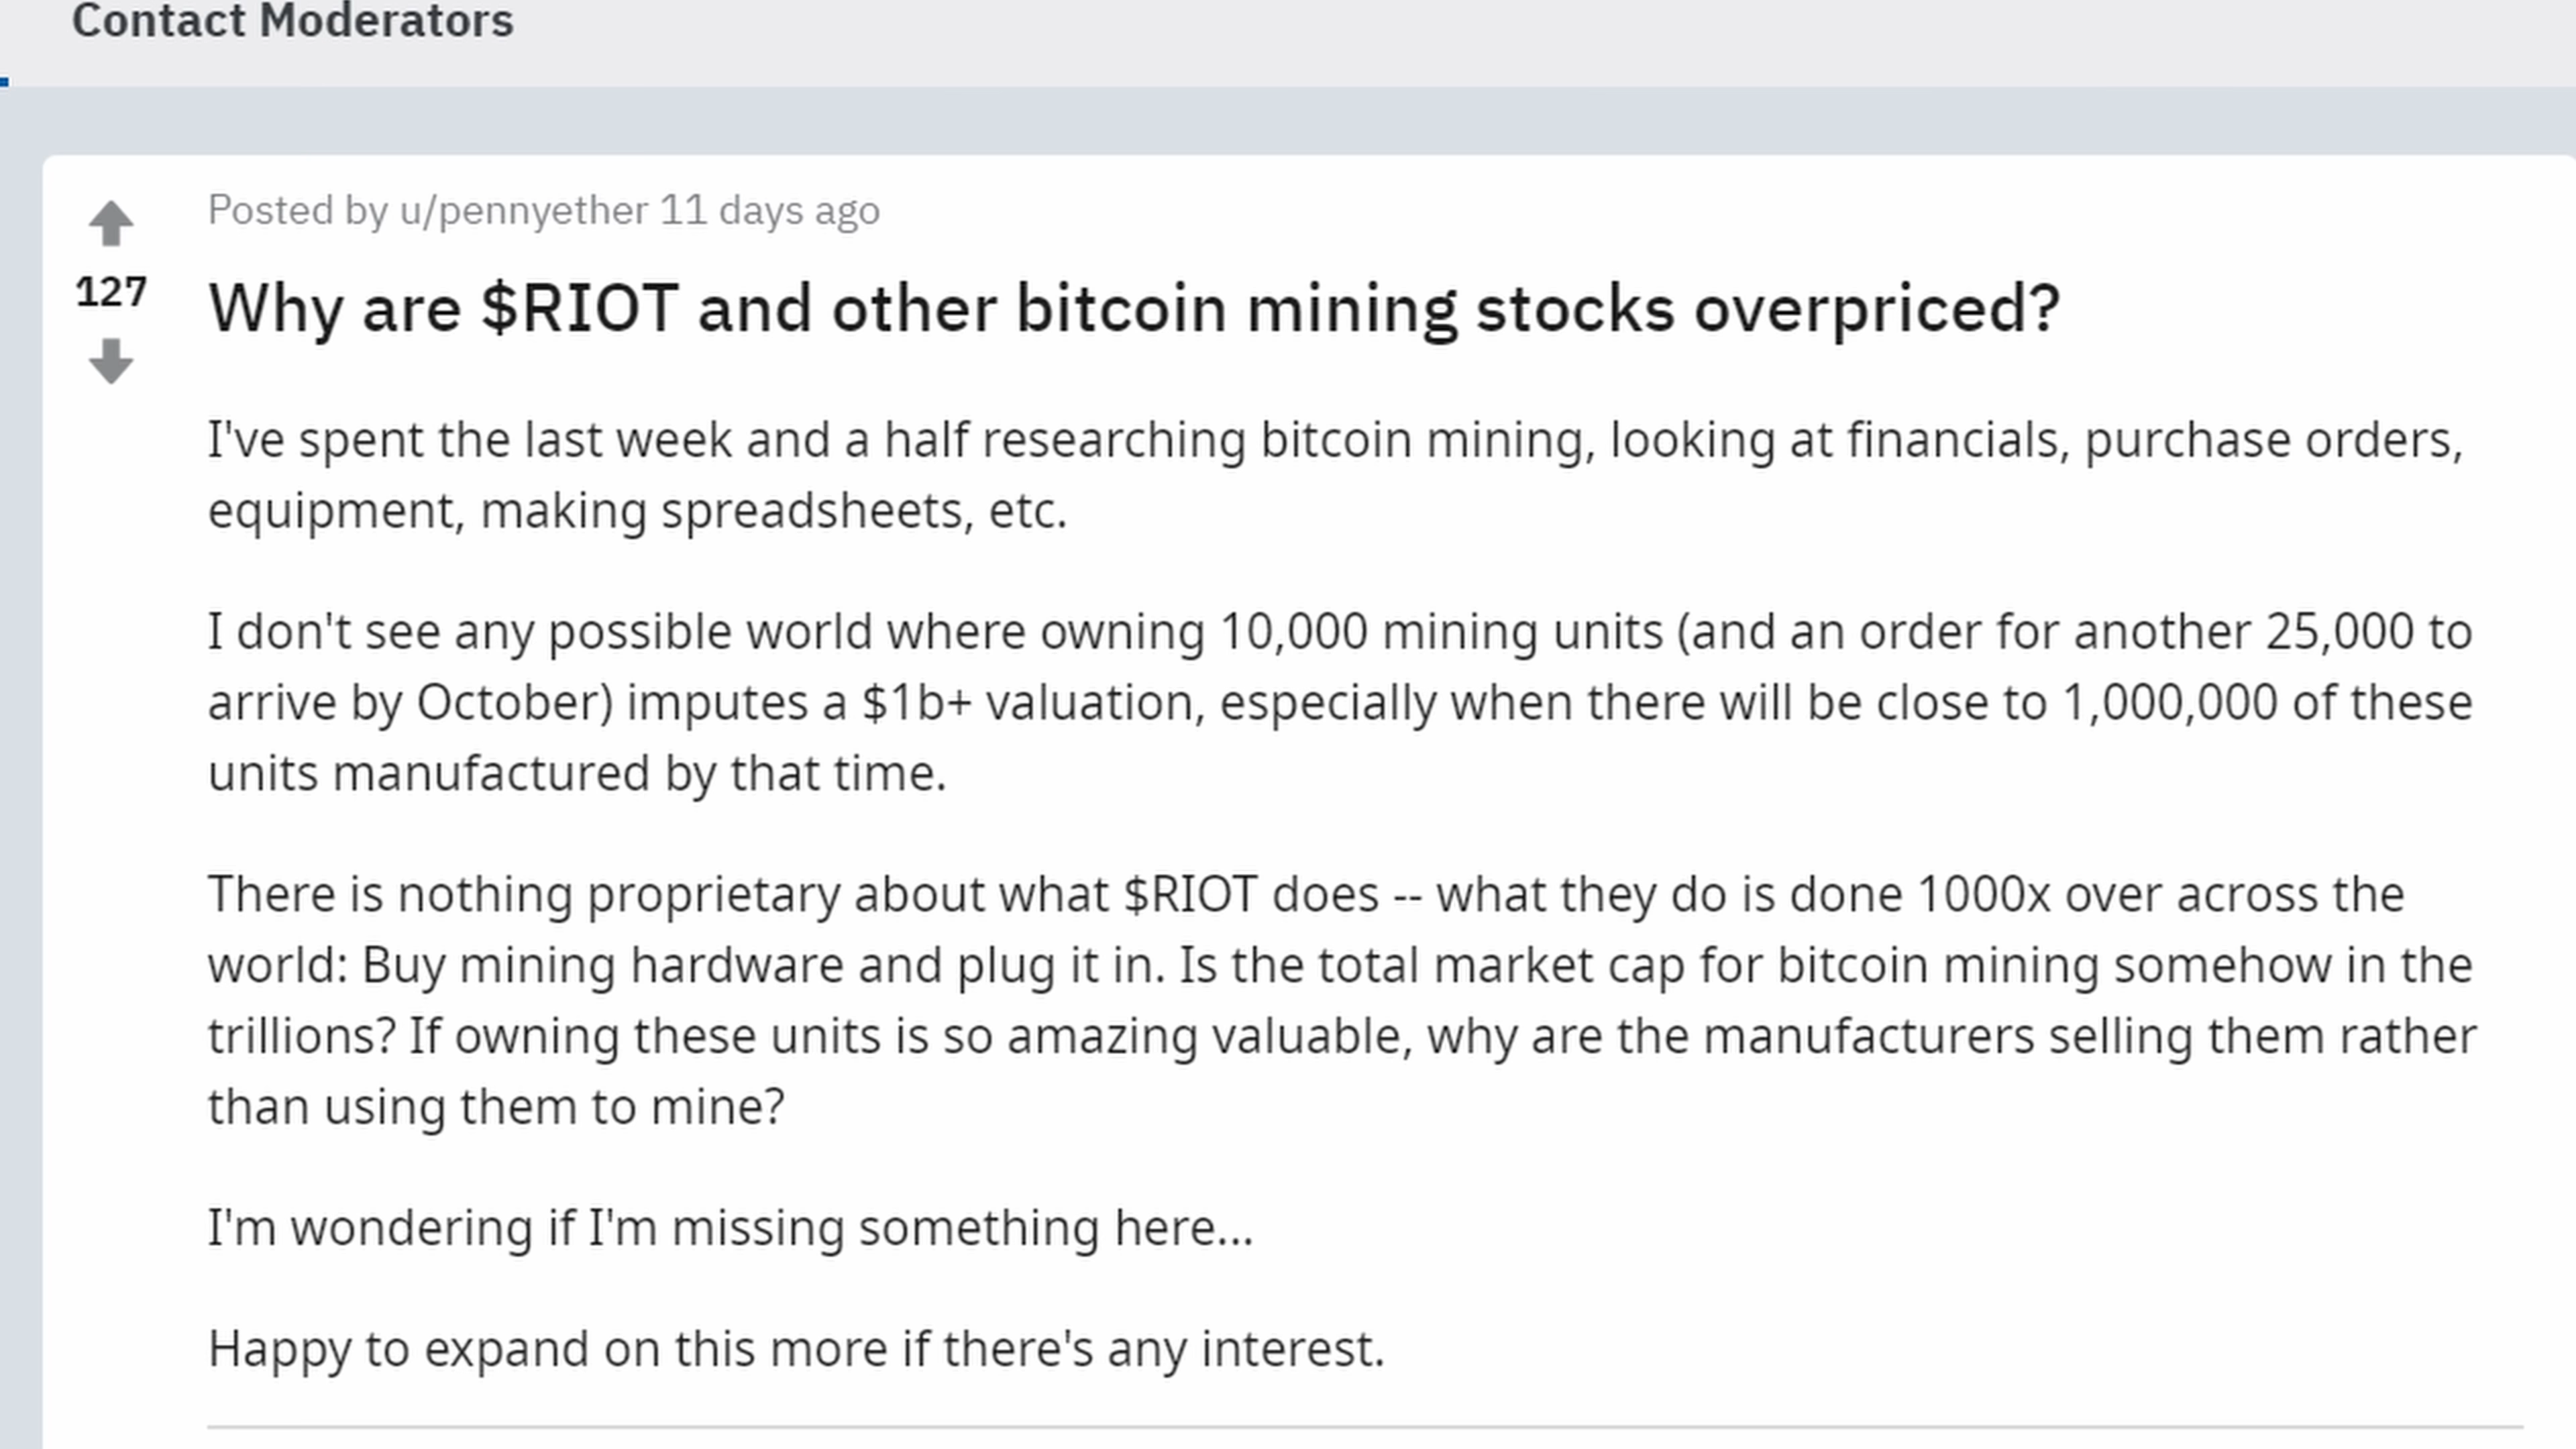 Contact Moderators
Posted by u/pennyether 11 days ago
127
Why are $RIOT and other bitcoin mining stocks overpriced?
I've spent the last week and a half researching bitcoin mining, looking at financials, purchase orders,
equipment, making spreadsheets, etc.
I don't see any possible world where owning 10,000 mining units (and an order for another 25,000 to
arrive by October) imputes a $1b+ valuation, especially when there will be close to 1,000,000 of these
units manufactured by that time.
There is nothing proprietary about what $RIOT does -- what they do is done 1000x over across the
world: Buy mining hardware and plug it in. Is the total market cap for bitcoin mining somehow in the
trillions? If owning these units is so amazing valuable, why are the manufacturers selling them rather
than using them to mine?
I'm wondering if I'm missing something here...
Happy to expand on this more if there's any interest.